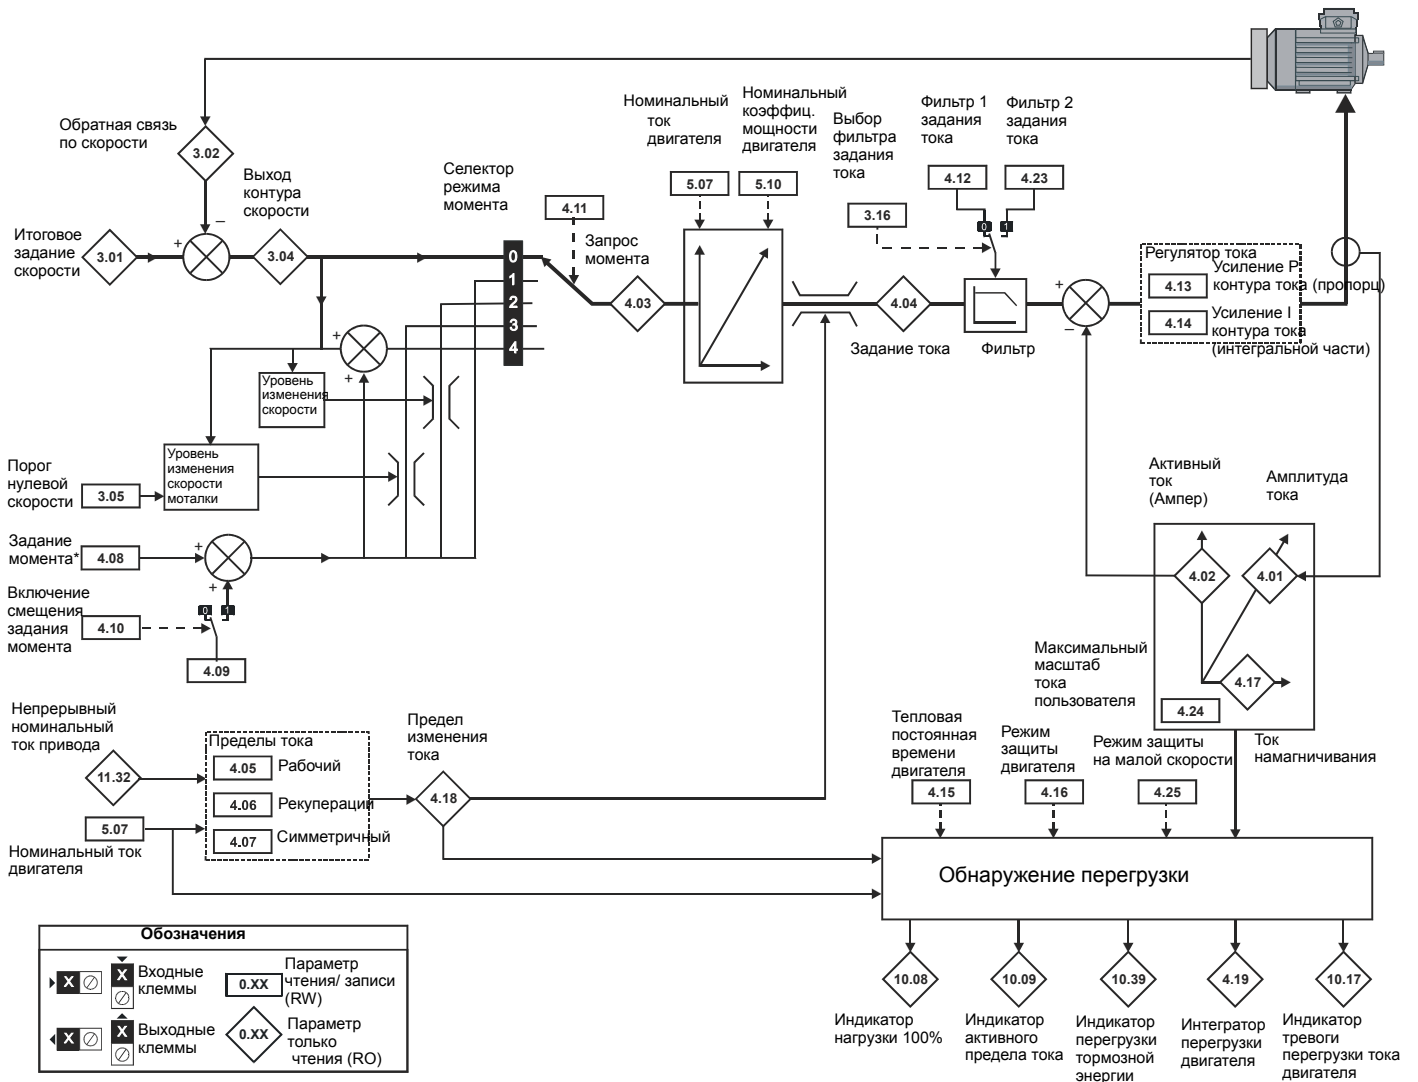 Обратная связь
по скорости
3.02
Выход
контура
скорости
Итоговое
задание
скорости
3.01
+
–
3.04
Селектор
режима
момента
0
1
2
3
4
4.11
Запрос
момента
4.03
Номинальный
ток
двигателя
5.07
Номинальный
коэффиц.
мощности
двигателя
5.10
Выбор
фильтра
задания
тока
3.16
Фильтр 1
задания
тока
4.12
Фильтр 2
задания
тока
4.23
0
1
4.04
Задание тока
Фильтр
+
–
Регулятор тока
4.13
Усиление P
контура тока (пропорц)
4.14
Усиление I
контура тока
(интегральной части)
+
+
Уровень
изменения
скорости
Уровень
изменения
скорости
моталки
Порог
нулевой
скорости
3.05
Задание
момента*
4.08
+
+
Включение
смещения
задания
момента
4.10
0
1
4.09
Активный
ток
(Ампер)
Амплитуда
тока
4.02
4.01
4.17
4.24
Максимальный
масштаб
тока
пользователя
Ток
намагничивания
Непрерывный
номинальный
ток привода
11.32
5.07
Номинальный ток
двигателя
Пределы тока
4.05
Рабочий
4.06
Рекуперации
4.07
Симметричный
Предел
изменения
тока
4.18
Тепловая
постоянная
времени
двигателя
4.15
Режим
защиты
двигателя
4.16
Режим защиты
на малой скорости
4.25
Обнаружение перегрузки
10.08
Индикатор
нагрузки 100%
10.09
Индикатор
активного
предела тока
10.39
Индикатор
перегрузки
тормозной
энергии
4.19
Интегратор
перегрузки
двигателя
10.17
Индикатор
тревоги
перегрузки тока
двигателя
Обозначения
X
X
Входные
клеммы
0.XX
Параметр
чтения/ записи
(RW)
X
X
Выходные
клеммы
0.XX
Параметр
только
чтения (RO)